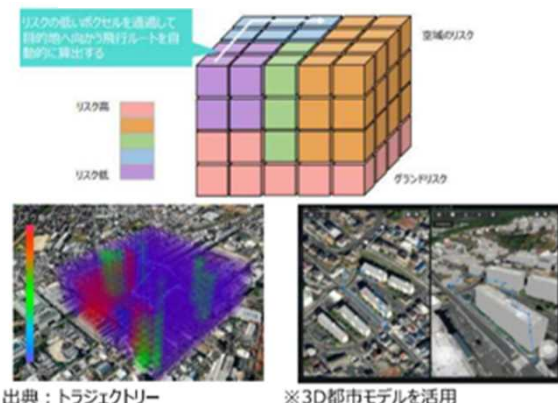 リスクの低いボクセルを通過して
目的地へ向かう飛行ルートを自
動的に算出する
空域のリスク
リスク高
リスク低
グランドリスク
出典：トラジェクトリー
※3D都市モデルを活用